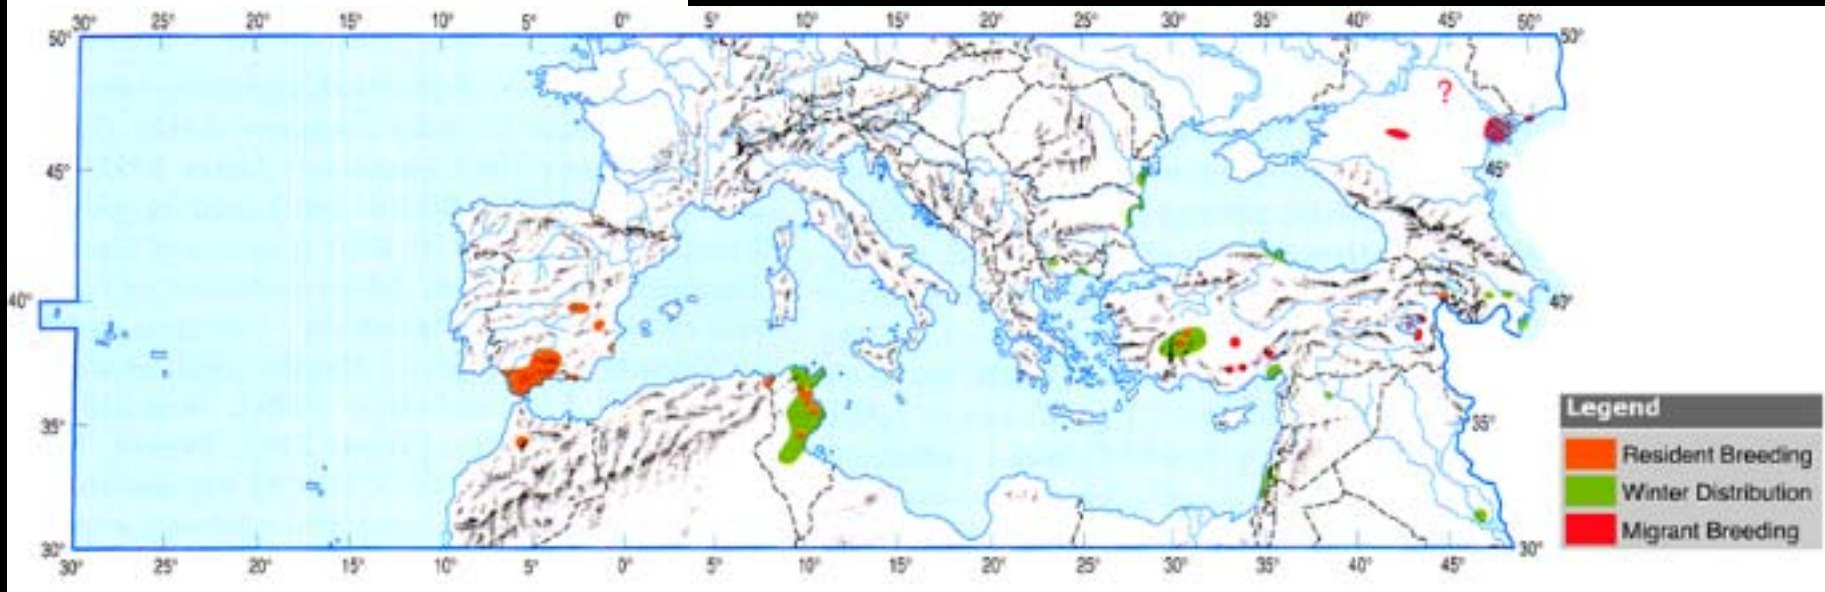 30° 25° 20° 15° 10° 5° 0° 5° 10° 15° 20° 25° 30° 35° 40° 45° 50°
50° 50°
?
45° 45°
40° 40°
35° 35°
Legend
Resident Breeding
Winter Distribution
Migrant Breeding
30° 30°
30° 25° 20° 15° 10° 5° 0° 5° 10° 15° 20° 25° 30° 35° 40° 45°